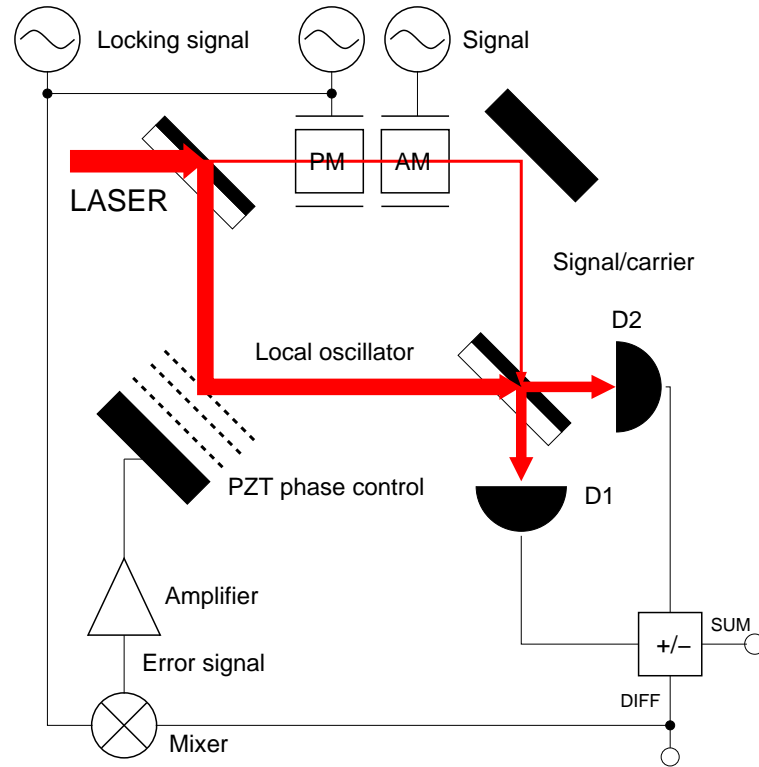 Locking signal
Signal
PM
AM
LASER
Signal/carrier
D2
Local oscillator
PZT phase control
D1
Amplifier
SUM
+/−
Error signal
DIFF
Mixer